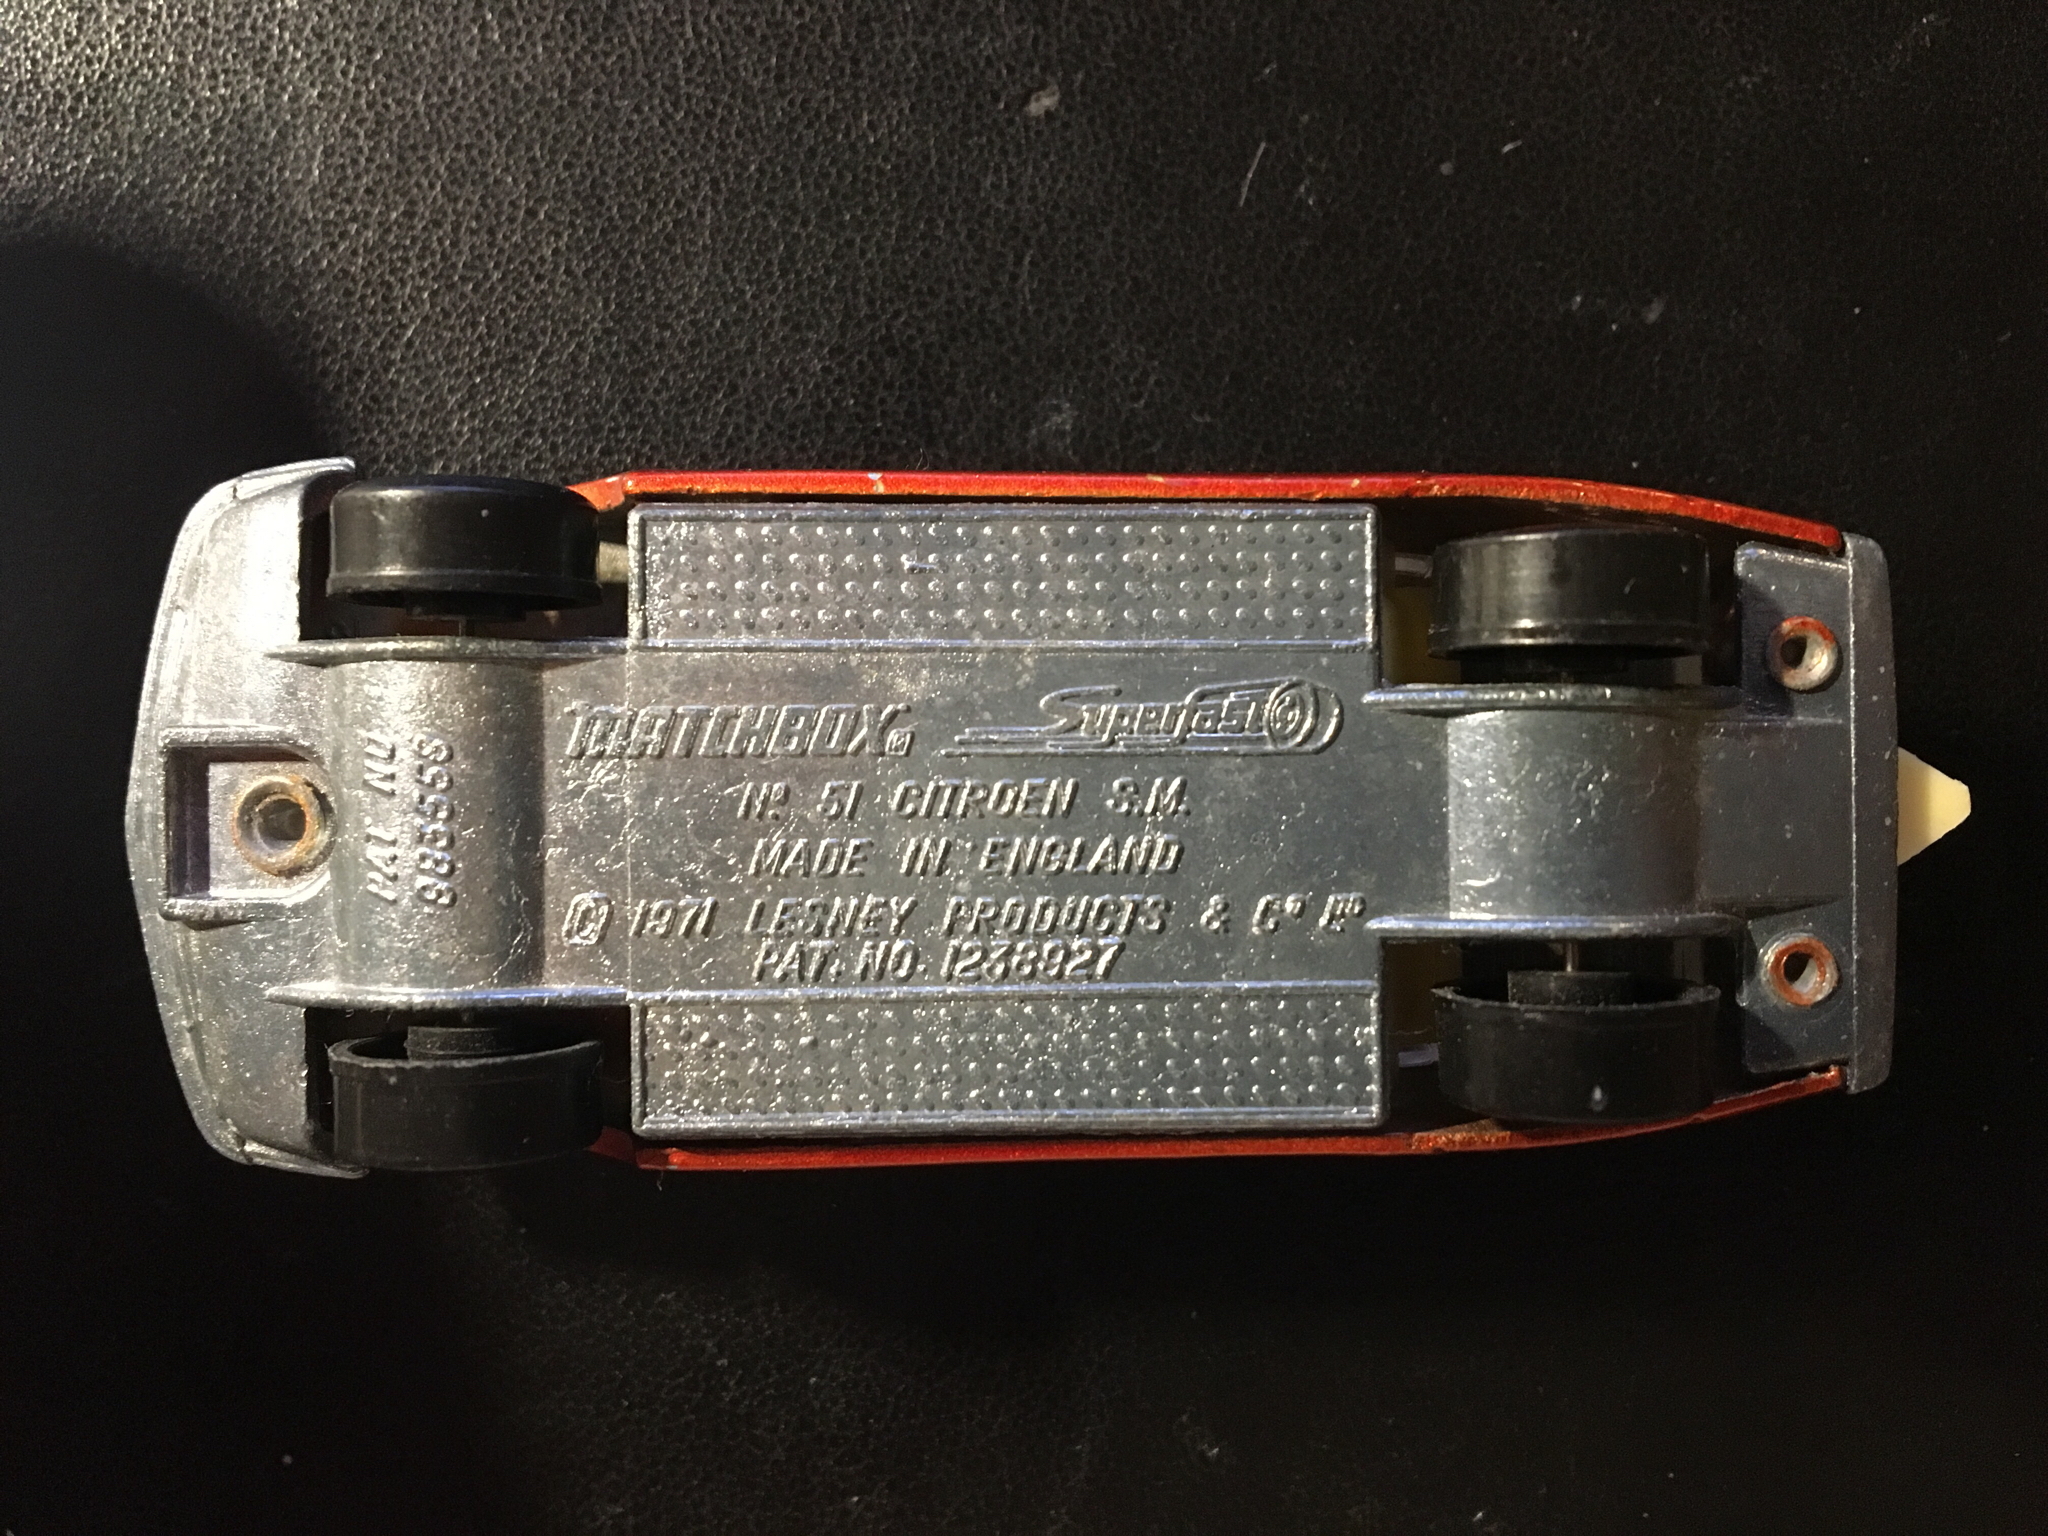 MATCHBOX Superfast
Nº 51 CITROEN S.M.
MADE IN ENGLAND
© 1971 LESNEY PRODUCTS & Cº Lᵀᴰ
PAT. NO. 1238927
PAT NO
983558